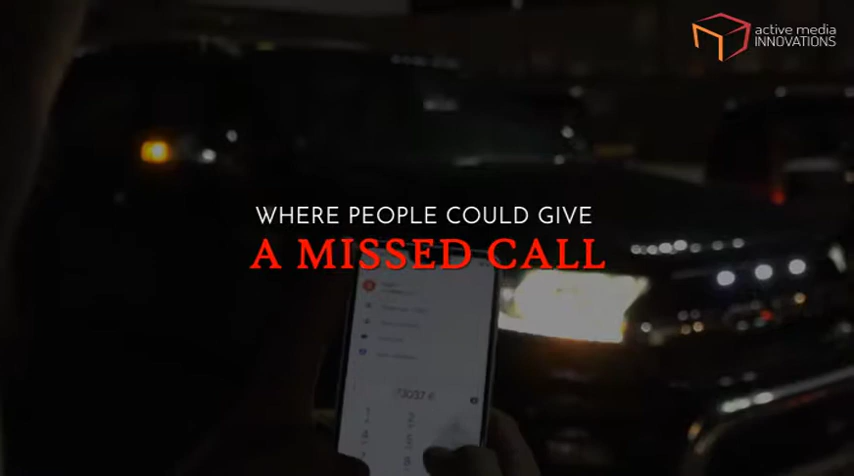 active media
INNOVATIONS
WHERE PEOPLE COULD GIVE
A MISSED CALL